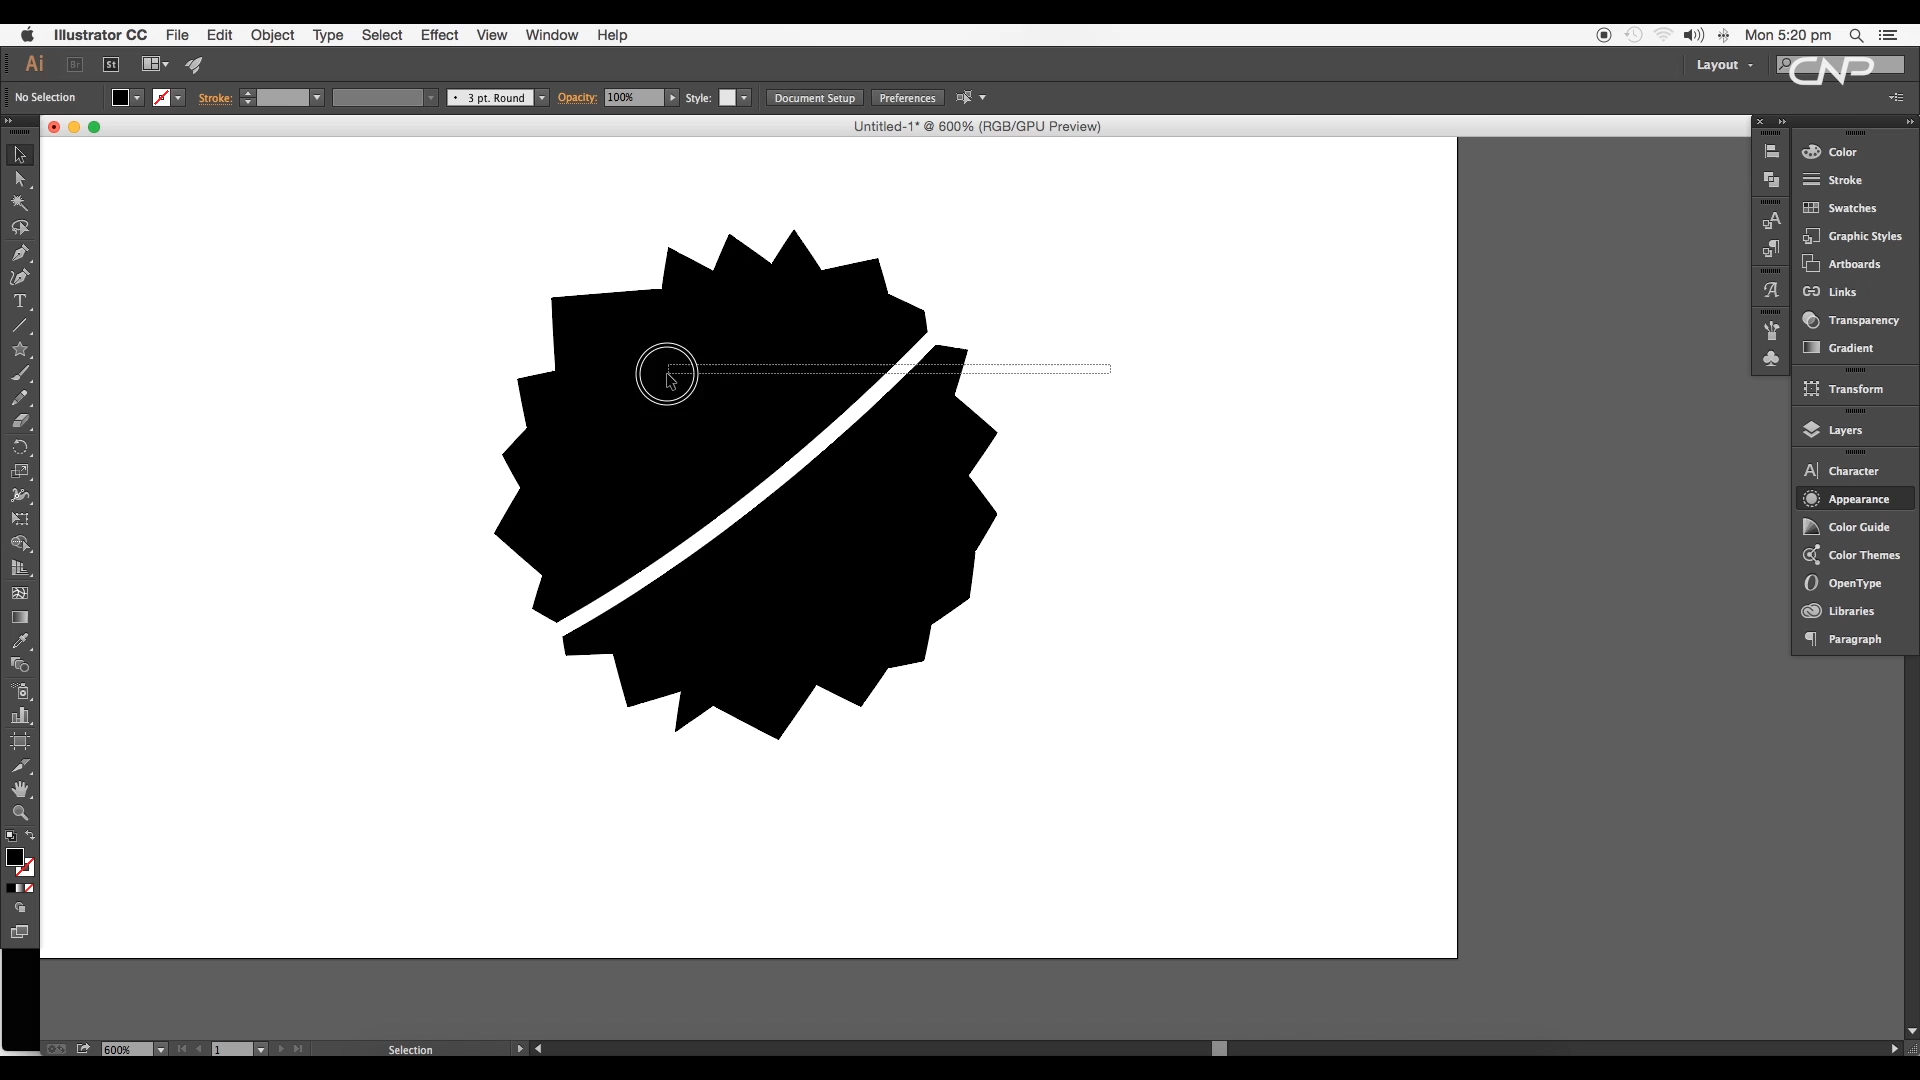 Illustrator CC File Edit Object Type Select Effect View Window Help Mon 5:20 pm
Ai Br St Layout CNP
No Selection Stroke: 3 pt. Round Opacity: 100% Style: Document Setup Preferences
Untitled-1* @ 600% (RGB/GPU Preview)
Color
Stroke
Swatches
Graphic Styles
Artboards
Links
Transparency
Gradient
Transform
Layers
Character
Appearance
Color Guide
Color Themes
OpenType
Libraries
Paragraph
600% 1 Selection